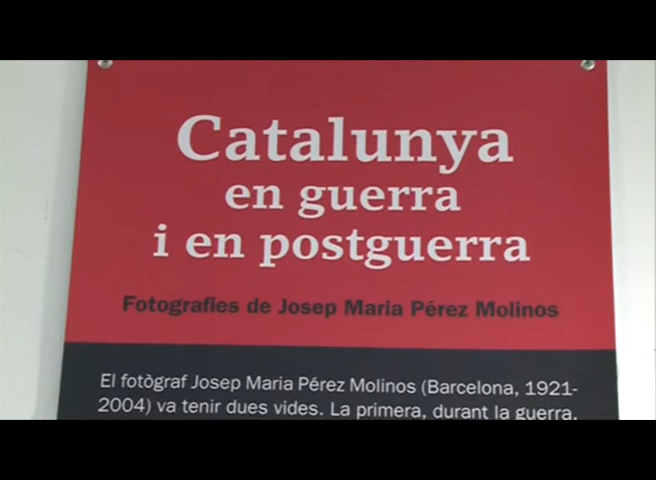 Catalunya
en guerra
i en postguerra
Fotografies de Josep Maria Pérez Molinos
El fotògraf Josep Maria Pérez Molinos (Barcelona, 1921-
2004) va tenir dues vides. La primera, durant la guerra,